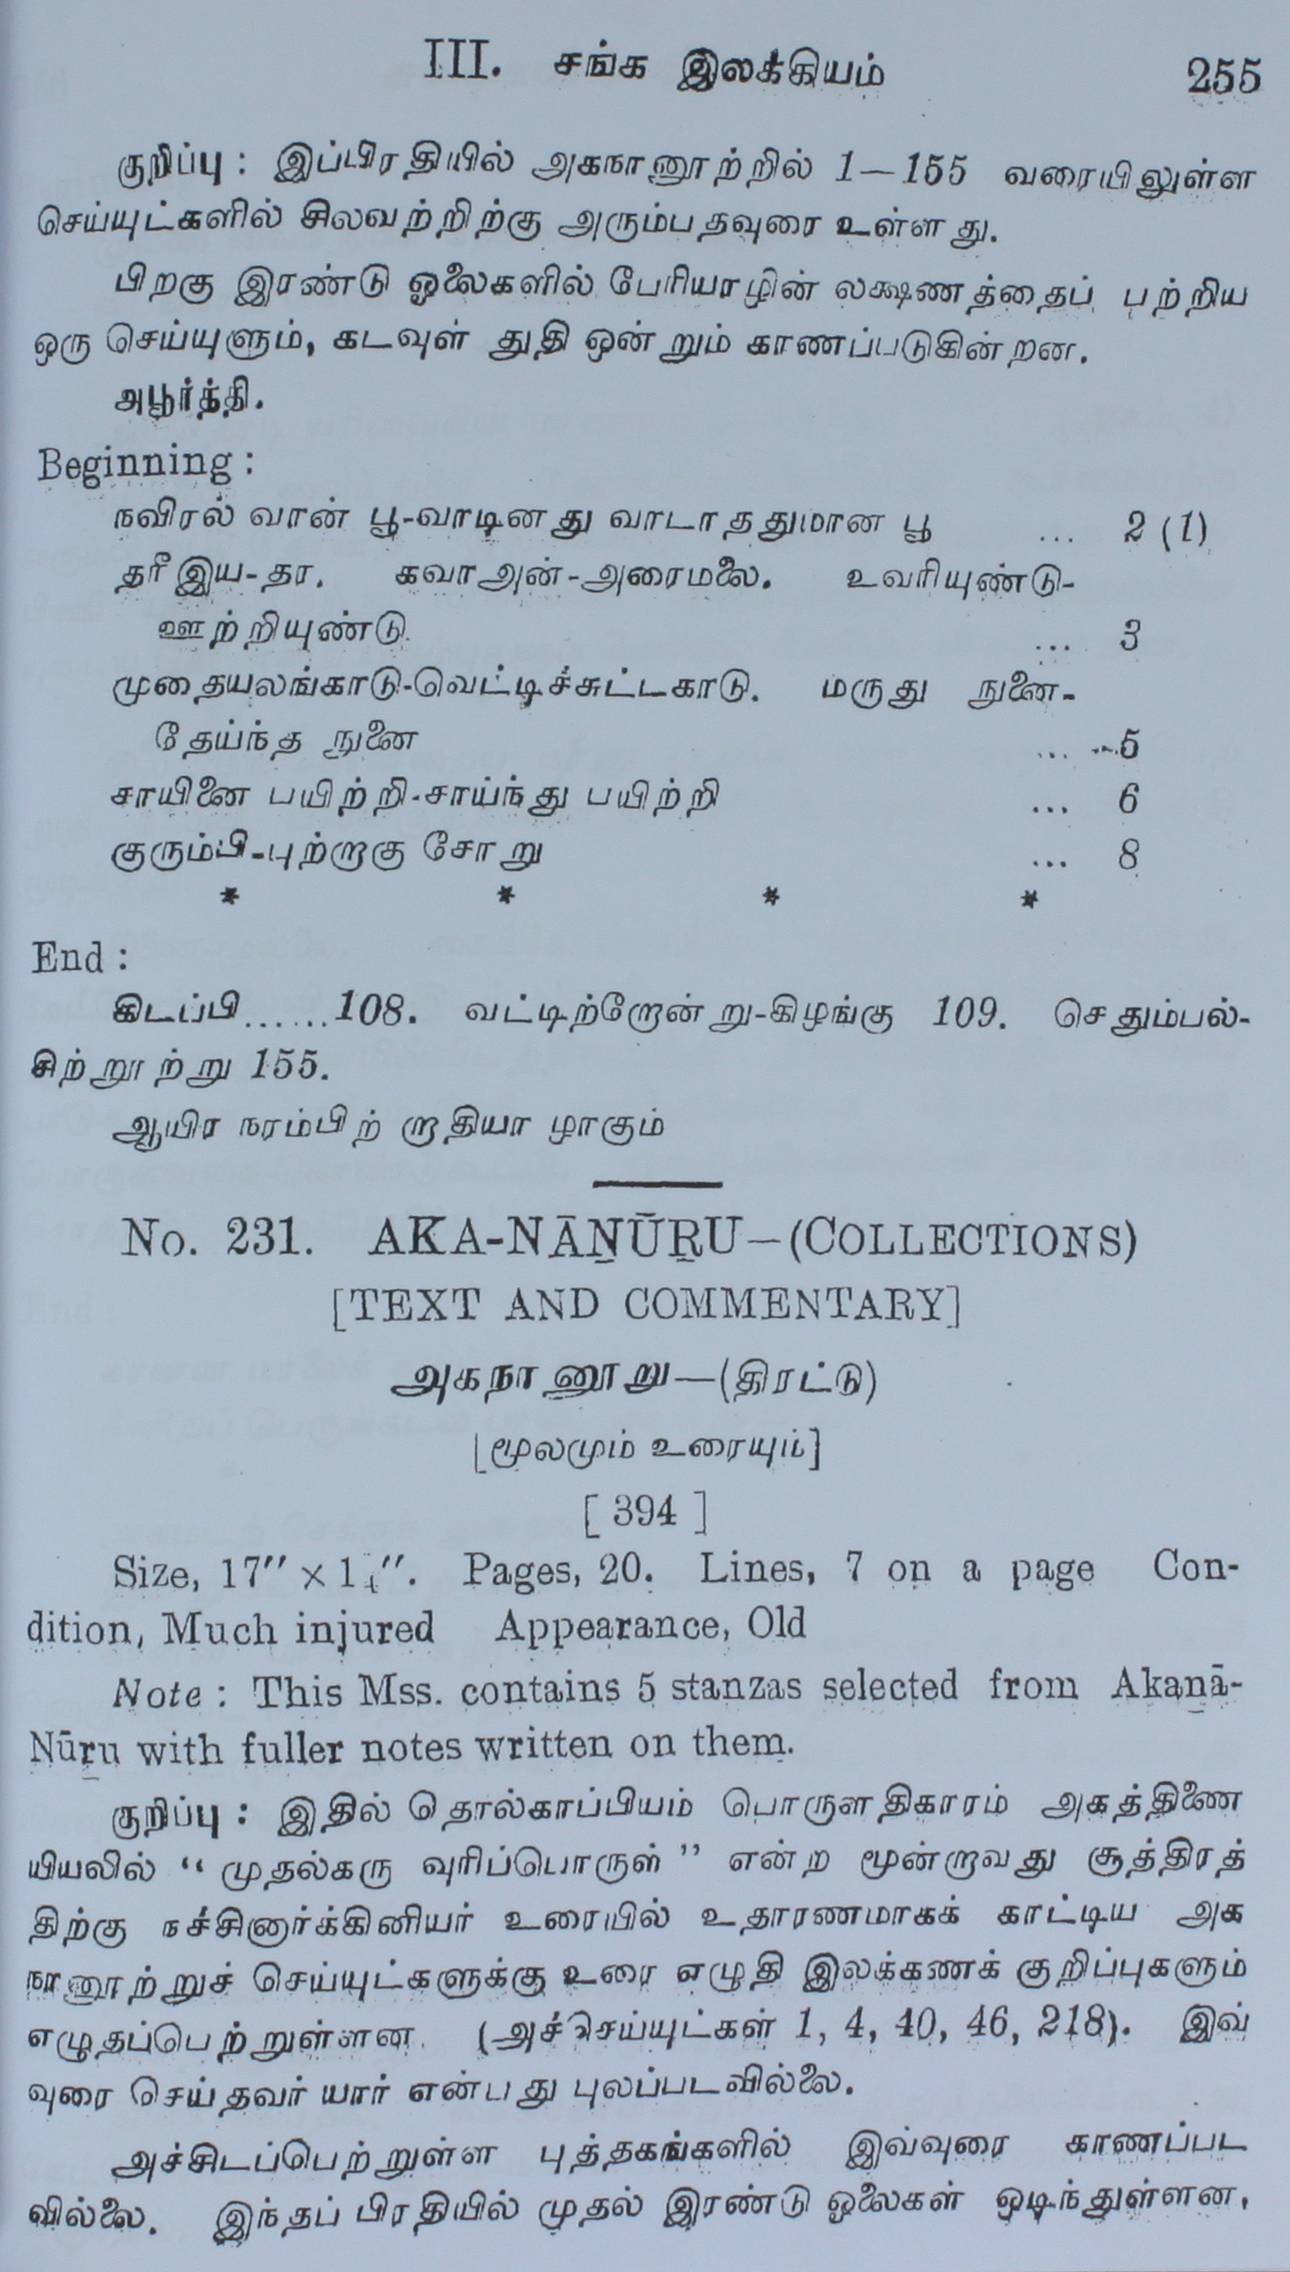 III. சங்க இலக்கியம் 255
குறிப்பு : இப்பிரதியில் அகநானூற்றில் 1—155 வரையிலுள்ள
செய்யுட்களில் சிலவற்றிற்கு அரும்பதவுரை உள்ளது.
பிறகு இரண்டு ஓலைகளில் பேரியாழின் லக்ஷணத்தைப் பற்றிய
ஒரு செய்யுளும், கடவுள் துதி ஒன்றும் காணப்படுகின்றன.
அபூர்த்தி.
Beginning :
நவிரல் வான் பூ-வாடினது வாடாததுமான பூ ... 2 (1)
தரீஇய-தர. கவாஅன்-அரைமலை. உவரியுண்டு-
ஊற்றியுண்டு. ... 3
முதையலங்காடு-வெட்டிச்சுட்டகாடு. மருது நுனை-
தேய்ந்த நுனை ... 5
சாயினை பயிற்றி-சாய்ந்து பயிற்றி ... 6
குரும்பி-புற்றாகு சோறு ... 8
* * * *
End :
கிடப்பி......108. வட்டிற்றோன்று-கிழங்கு 109. செதும்பல்-
சிற்றூற்று 155.
ஆயிர நரம்பிற் றாதியா ழாகும்
No. 231. AKA-NĀṈŪṞU—(COLLECTIONS)
[TEXT AND COMMENTARY]
அகநானூறு—(திரட்டு)
[மூலமும் உரையும்]
[ 394 ]
Size, 17″ × 1¼″. Pages, 20. Lines, 7 on a page Con-
dition, Much injured Appearance, Old
Note : This Mss. contains 5 stanzas selected from Akaṉā-
Nūṟu with fuller notes written on them.
குறிப்பு : இதில் தொல்காப்பியம் பொருளதிகாரம் அகத்திணை
யியலில் “ முதல்கரு வுரிப்பொருள் ” என்ற மூன்றாவது சூத்திரத்
திற்கு நச்சினார்க்கினியர் உரையில் உதாரணமாகக் காட்டிய அக
நானூற்றுச் செய்யுட்களுக்கு உரை எழுதி இலக்கணக் குறிப்புகளும்
எழுதப்பெற்றுள்ளன. (அச்செய்யுட்கள் 1, 4, 40, 46, 218). இவ்
வுரை செய்தவர் யார் என்பது புலப்படவில்லை.
அச்சிடப்பெற்றுள்ள புத்தகங்களில் இவ்வுரை காணப்பட
வில்லை. இந்தப் பிரதியில் முதல் இரண்டு ஓலைகள் ஒடிந்துள்ளன.